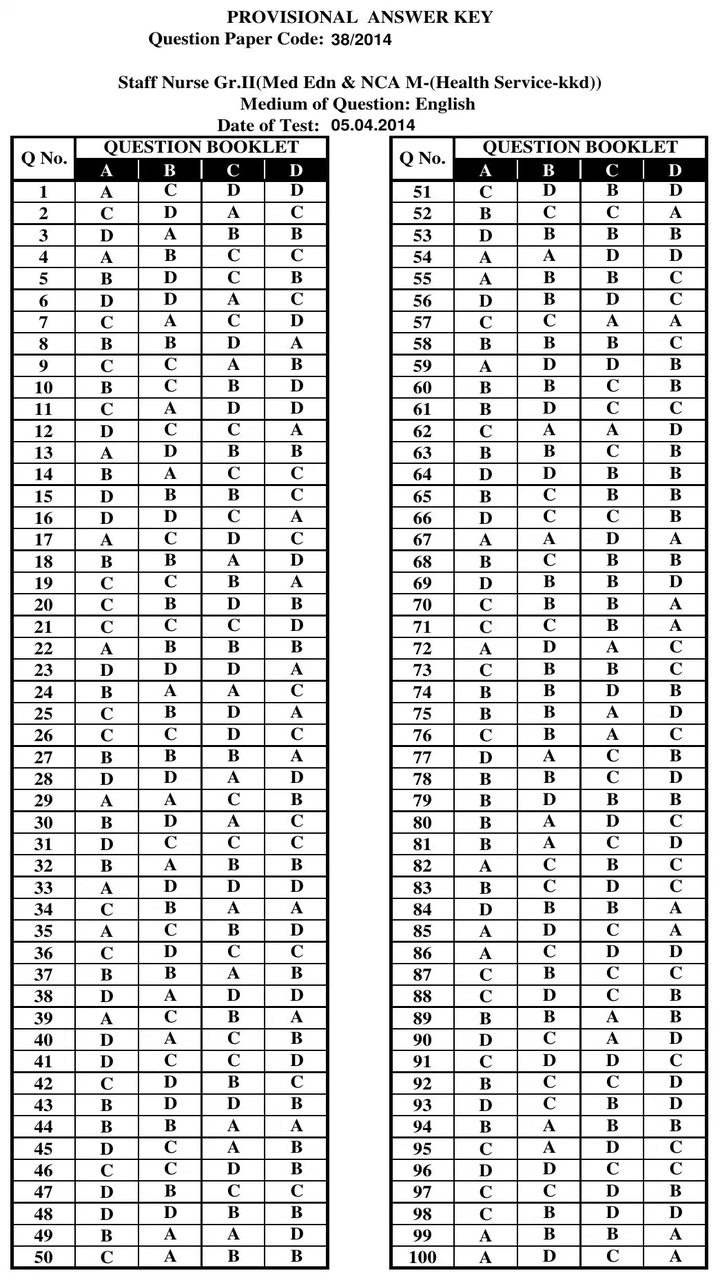 PROVISIONAL ANSWER KEY
Question Paper Code: 38/2014
Staff Nurse Gr.II(Med Edn & NCA M-(Health Service-kkd))
Medium of Question: English
Date of Test: 05.04.2014
Q No. QUESTION BOOKLET
A B C D
1 A C D D
2 C D A C
3 D A B B
4 A B C C
5 B D C B
6 D D A C
7 C A C D
8 B B D A
9 C C A B
10 B C B D
11 C A D D
12 D C C A
13 A D B B
14 B A C C
15 D B B C
16 D D C A
17 A C D C
18 B B A D
19 C C B A
20 C B D B
21 C C C D
22 A B B B
23 D D D A
24 B A A C
25 C B D A
26 C C D C
27 B B B A
28 D D A D
29 A A C B
30 B D A C
31 D C C C
32 B A B B
33 A D D D
34 C B A A
35 A C B D
36 C D C C
37 B B A B
38 D A D D
39 A C B A
40 D A C B
41 D C C D
42 C D B C
43 B D D B
44 B B A A
45 D C A B
46 C C D B
47 D B C C
48 D D B B
49 B A A D
50 C A B B
Q No. QUESTION BOOKLET
A B C D
51 C D B D
52 B C C A
53 D B B B
54 A A D D
55 A B B C
56 D B D C
57 C C A A
58 B B B C
59 A D D B
60 B B C B
61 B D C C
62 C A A D
63 B B C B
64 D D B B
65 B C B B
66 D C C B
67 A A D A
68 B C B B
69 D B B D
70 C B B A
71 C C B A
72 A D A C
73 C B B C
74 B B D B
75 B B A D
76 C B A C
77 D A C B
78 B B C D
79 B D B B
80 B A D C
81 B A C D
82 A C B C
83 B C D C
84 D B B A
85 A D C A
86 A C D D
87 C B C C
88 C D C B
89 B B A B
90 D C A D
91 C D D C
92 B C C D
93 D C B D
94 B A B B
95 C A D C
96 D D C C
97 C C D B
98 C B D D
99 A B B A
100 A D C A